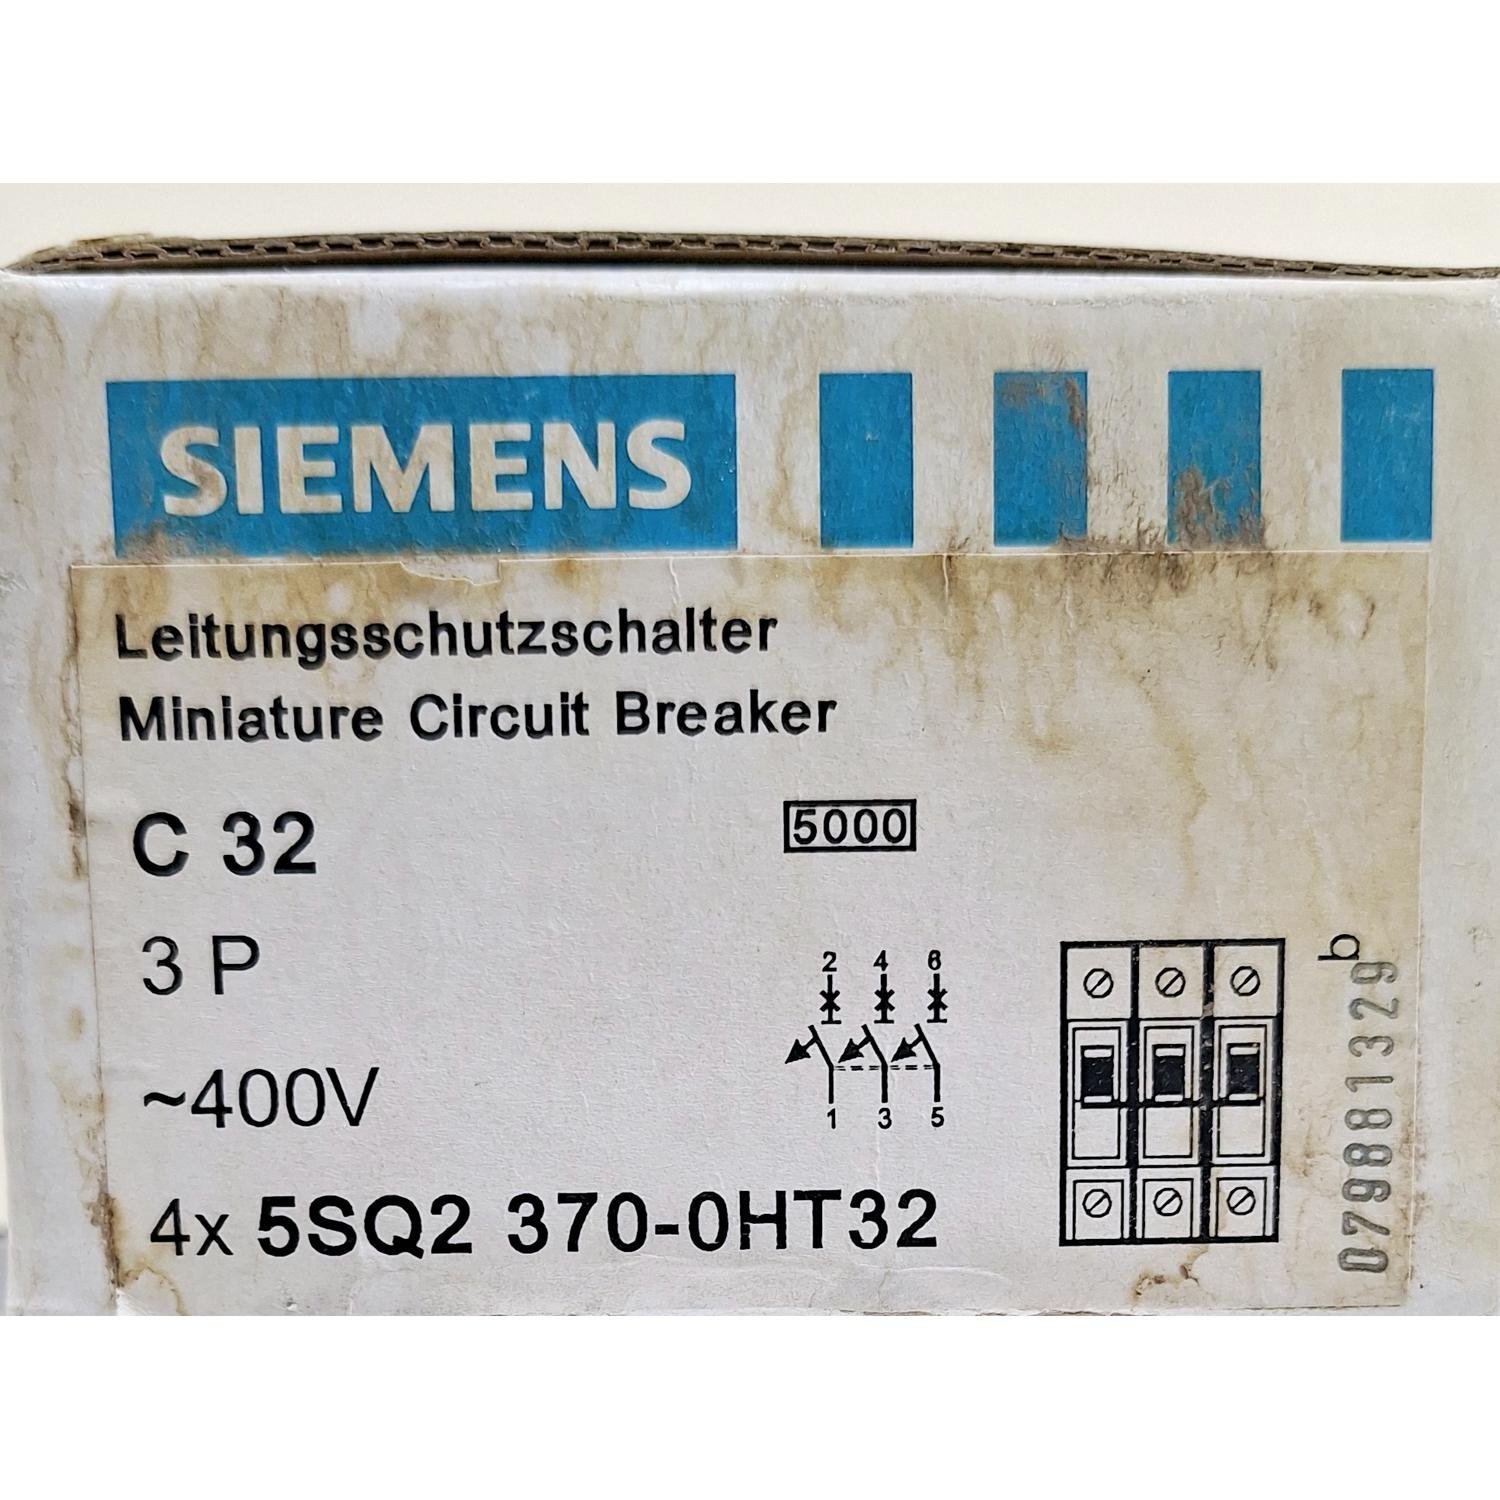 SIEMENS
Leitungsschutzschalter
Miniature Circuit Breaker
C 32
5000
3 P
2 4 6
~400V
1 3 5
4x 5SQ2 370-0HT32
b
079881329